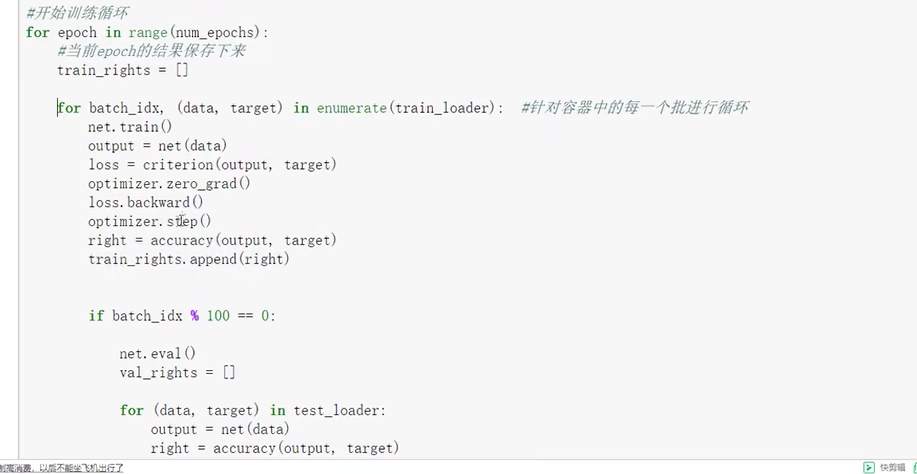 #开始训练循环
for epoch in range(num_epochs):
    #当前epoch的结果保存下来
    train_rights = []

    for batch_idx, (data, target) in enumerate(train_loader):  #针对容器中的每一个批进行循环
        net.train()
        output = net(data)
        loss = criterion(output, target)
        optimizer.zero_grad()
        loss.backward()
        optimizer.step()
        right = accuracy(output, target)
        train_rights.append(right)

        if batch_idx % 100 == 0:

            net.eval()
            val_rights = []

            for (data, target) in test_loader:
                output = net(data)
                right = accuracy(output, target)
制高消费，以后不能坐飞机出行了
快剪辑